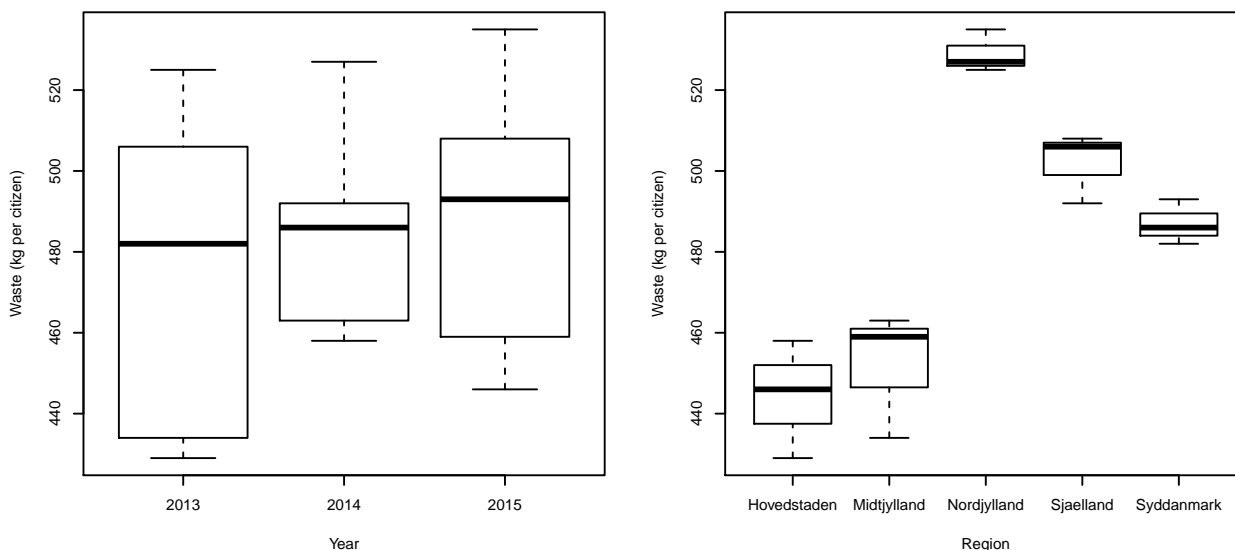 520
500
480
460
440
Waste (kg per citizen)
2013 2014 2015
Year
520
500
480
460
440
Waste (kg per citizen)
Hovedstaden Midtjylland Nordjylland Sjaelland Syddanmark
Region